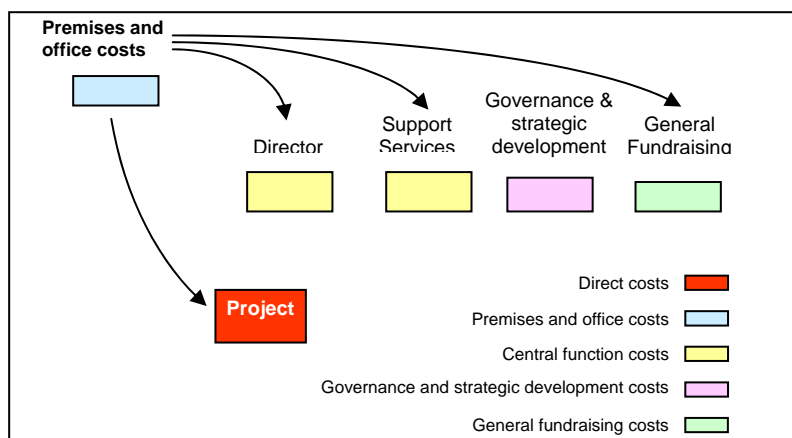 Premises and
office costs
Director
Support
Services
Governance &
strategic
development
General
Fundraising
Project
Direct costs
Premises and office costs
Central function costs
Governance and strategic development costs
General fundraising costs